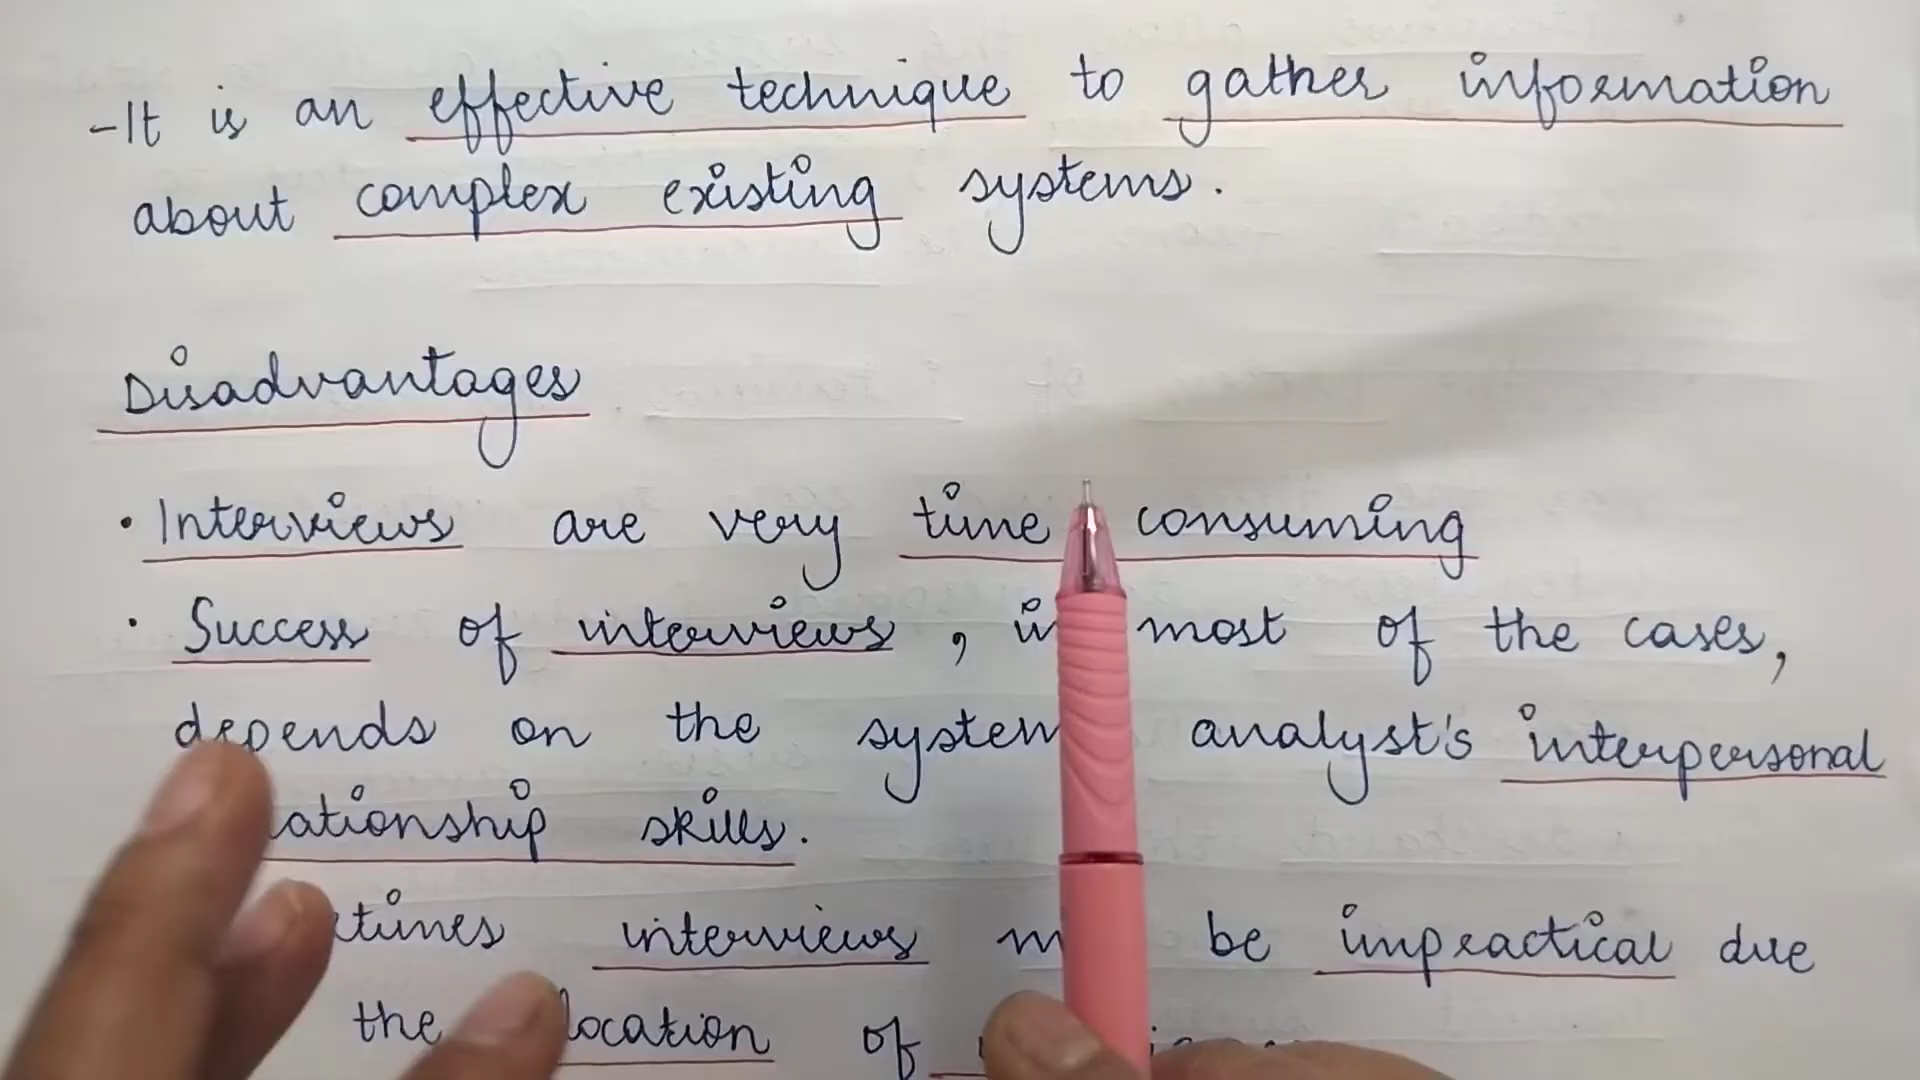 -It is an effective technique to gather information
about complex existing systems.
Disadvantages
• Interviews are very time consuming
• Success of interviews, in most of the cases,
depends on the system analyst's interpersonal
ationship skills.
times interviews m be impractical due
the location of